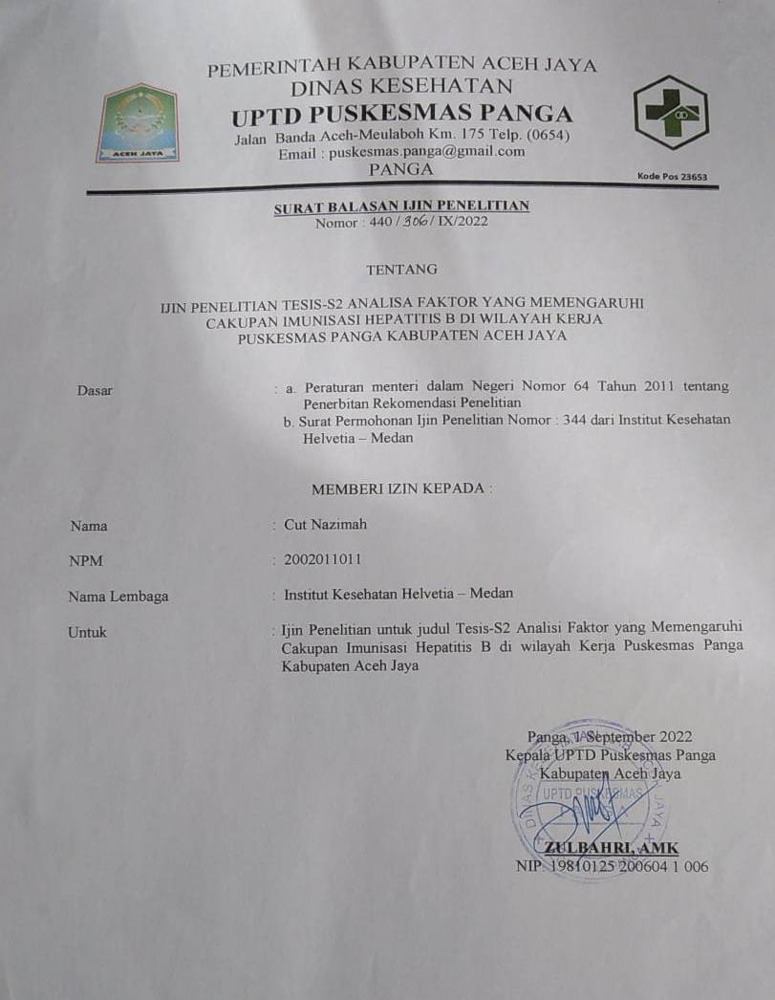 PEMERINTAH KABUPATEN ACEH JAYA
DINAS KESEHATAN
UPTD PUSKESMAS PANGA
Jalan Banda Aceh-Meulaboh Km. 175 Telp. (0654)
Email : puskesmas.panga@gmail.com
PANGA
ACEH JAYA
Kode Pos 23653
SURAT BALASAN IJIN PENELITIAN
Nomor : 440 / 306 / IX/2022
TENTANG
IJIN PENELITIAN TESIS-S2 ANALISA FAKTOR YANG MEMENGARUHI
CAKUPAN IMUNISASI HEPATITIS B DI WILAYAH KERJA
PUSKESMAS PANGA KABUPATEN ACEH JAYA
Dasar : a. Peraturan menteri dalam Negeri Nomor 64 Tahun 2011 tentang
Penerbitan Rekomendasi Penelitian
b. Surat Permohonan Ijin Penelitian Nomor : 344 dari Institut Kesehatan
Helvetia – Medan
MEMBERI IZIN KEPADA :
Nama : Cut Nazimah
NPM : 2002011011
Nama Lembaga : Institut Kesehatan Helvetia – Medan
Untuk : Ijin Penelitian untuk judul Tesis-S2 Analisi Faktor yang Memengaruhi
Cakupan Imunisasi Hepatitis B di wilayah Kerja Puskesmas Panga
Kabupaten Aceh Jaya
Panga, 1 September 2022
Kepala UPTD Puskesmas Panga
Kabupaten Aceh Jaya
UPTD PUSKESMAS
ZULBAHRI, AMK
NIP. 19810125 200604 1 006